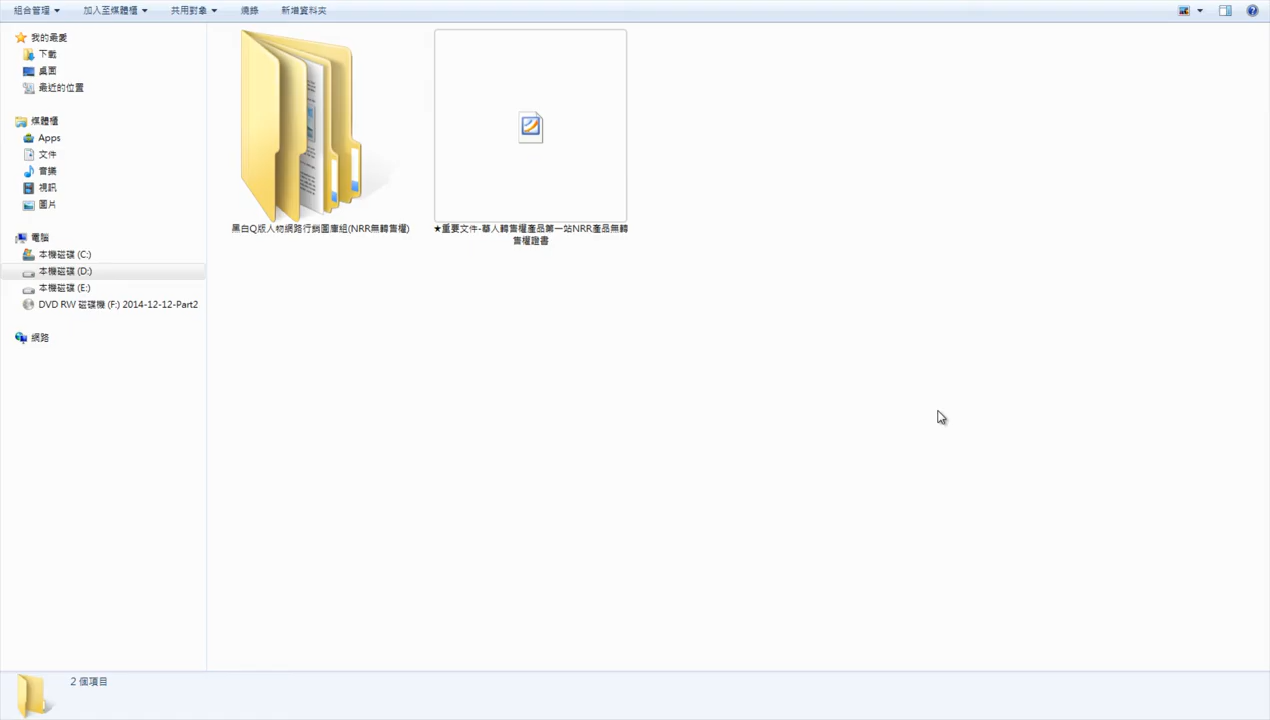 組合管理
加入至媒體櫃
共用對象
燒錄
新增資料夾
我的最愛
下載
桌面
最近的位置
媒體櫃
Apps
文件
音樂
視訊
圖片
電腦
本機磁碟 (C:)
本機磁碟 (D:)
本機磁碟 (E:)
DVD RW 磁碟機 (F:) 2014-12-12-Part2
網路
黑白Q版人物網路行銷圖庫組(NRR無轉售權)
★重要文件-華人轉售權產品第一站NRR產品無轉
售權證書
2 個項目